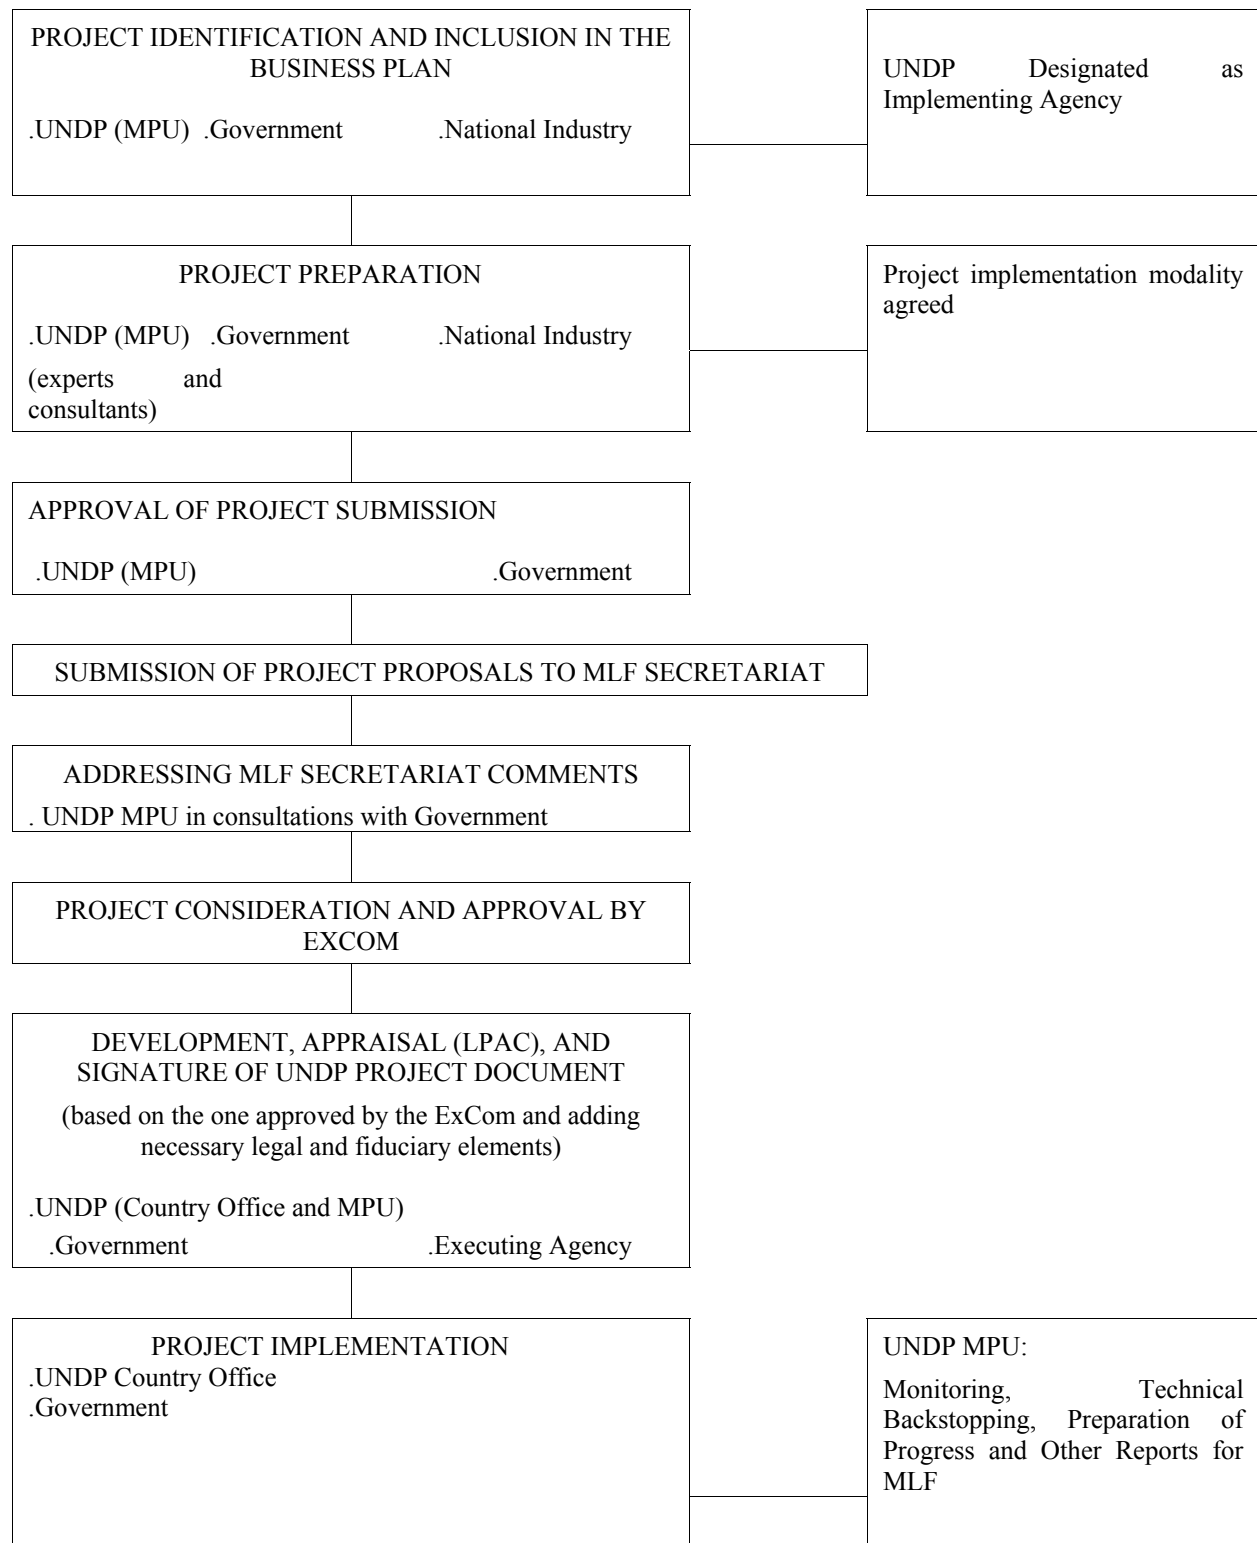 PROJECT IDENTIFICATION AND INCLUSION IN THE
BUSINESS PLAN
.UNDP (MPU) .Government .National Industry
UNDP Designated as
Implementing Agency
PROJECT PREPARATION
.UNDP (MPU) .Government .National Industry
(experts and
consultants)
Project implementation modality
agreed
APPROVAL OF PROJECT SUBMISSION
.UNDP (MPU) .Government
SUBMISSION OF PROJECT PROPOSALS TO MLF SECRETARIAT
ADDRESSING MLF SECRETARIAT COMMENTS
. UNDP MPU in consultations with Government
PROJECT CONSIDERATION AND APPROVAL BY
EXCOM
DEVELOPMENT, APPRAISAL (LPAC), AND
SIGNATURE OF UNDP PROJECT DOCUMENT
(based on the one approved by the ExCom and adding
necessary legal and fiduciary elements)
.UNDP (Country Office and MPU)
.Government .Executing Agency
PROJECT IMPLEMENTATION
.UNDP Country Office
.Government
UNDP MPU:
Monitoring, Technical
Backstopping, Preparation of
Progress and Other Reports for
MLF